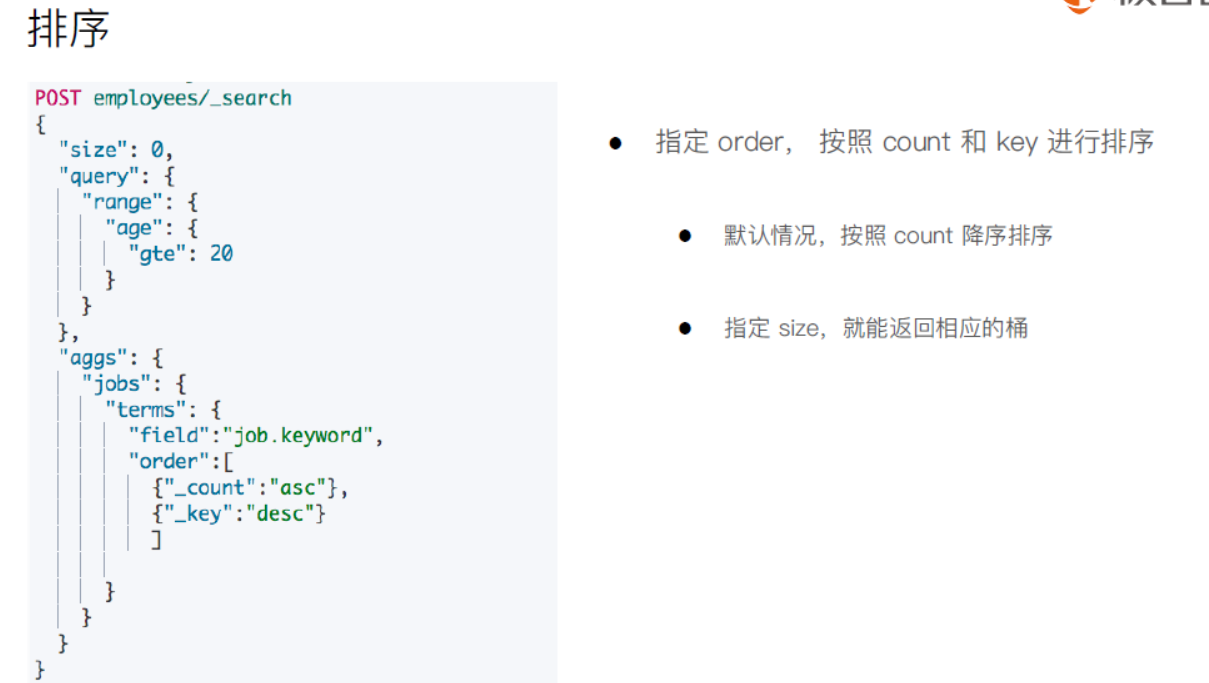 排序
POST employees/_search
{
"size": 0,
"query": {
"range": {
"age": {
"gte": 20
}
}
},
"aggs": {
"jobs": {
"terms": {
"field":"job.keyword",
"order":[
{"_count":"asc"},
{"_key":"desc"}
]
}
}
}
}
● 指定 order， 按照 count 和 key 进行排序
● 默认情况，按照 count 降序排序
● 指定 size，就能返回相应的桶